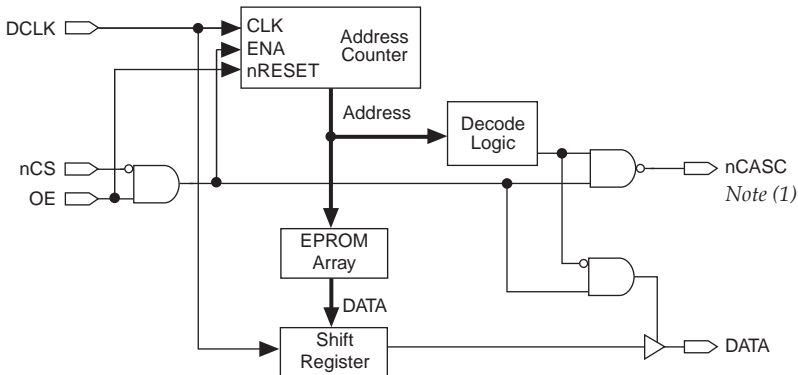 DCLK
CLK
ENA
nRESET
Address
Counter
Address
Decode
Logic
nCS
OE
nCASC
Note (1)
EPROM
Array
DATA
Shift
Register
DATA